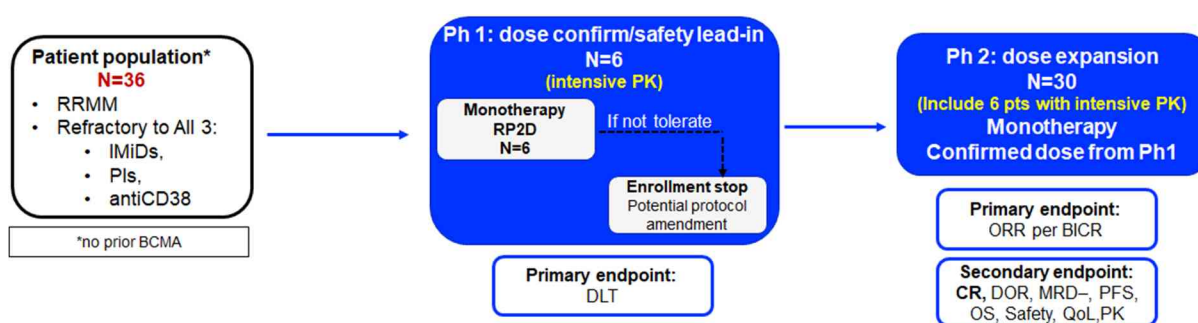 Patient population*
N=36
• RRMM
• Refractory to All 3:
• IMiDs,
• PIs,
• antiCD38
*no prior BCMA
Ph 1: dose confirm/safety lead-in
N=6
(intensive PK)
Monotherapy
RP2D
N=6
If not tolerate
Enrollment stop
Potential protocol
amendment
Primary endpoint:
DLT
Ph 2: dose expansion
N=30
(Include 6 pts with intensive PK)
Monotherapy
Confirmed dose from Ph1
Primary endpoint:
ORR per BICR
Secondary endpoint:
CR, DOR, MRD–, PFS,
OS, Safety, QoL,PK